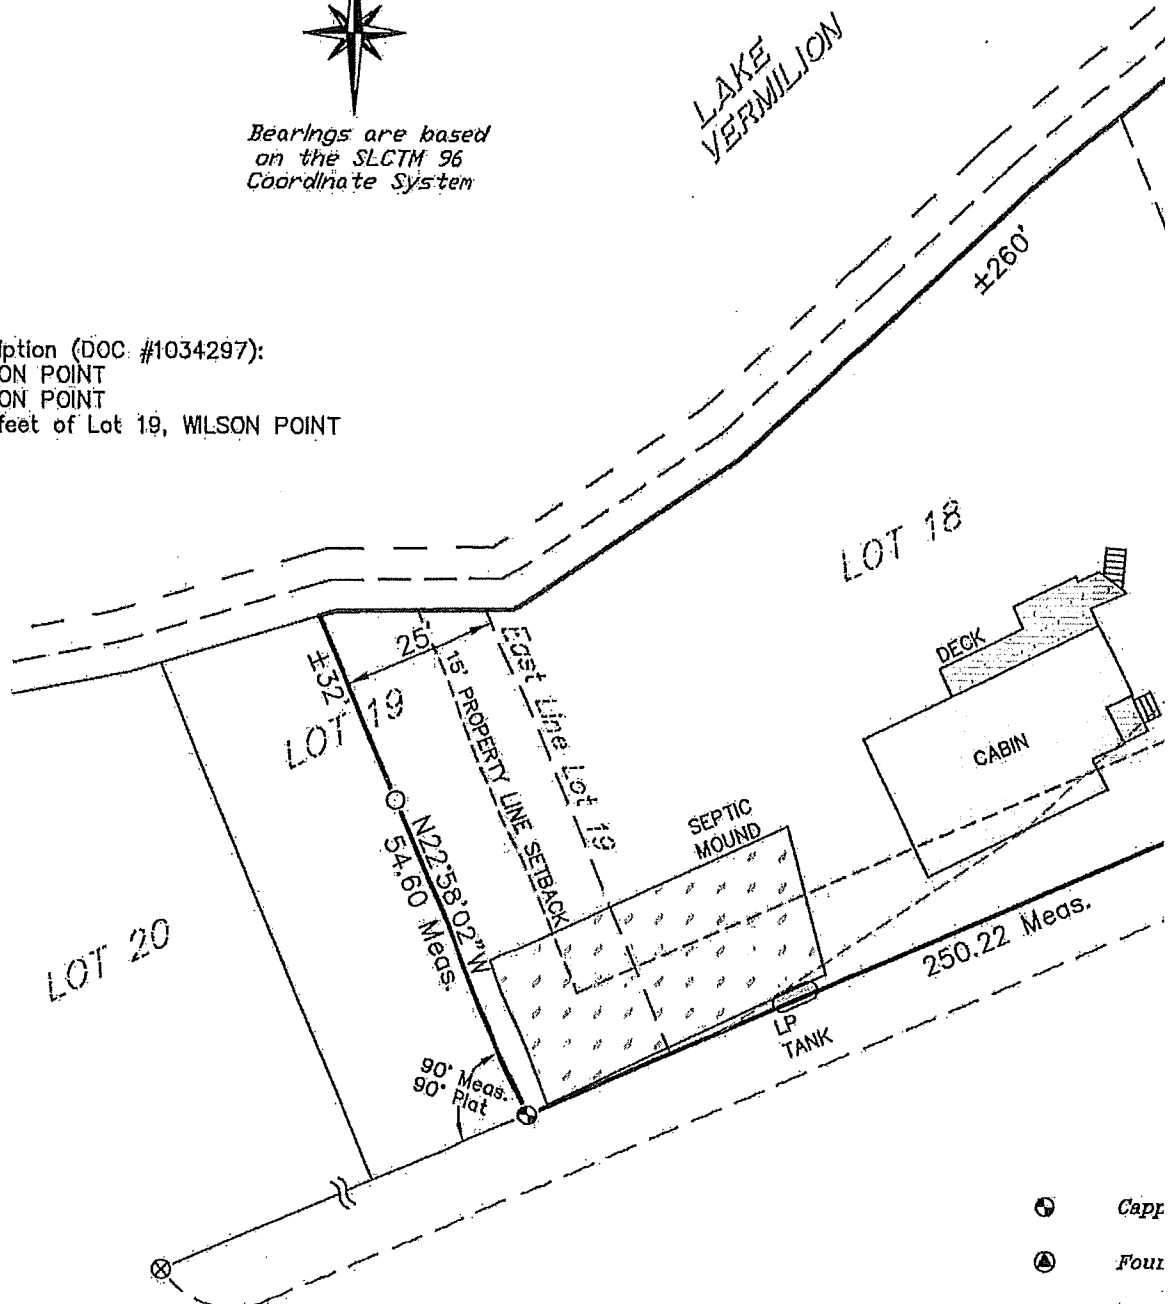 Bearings are based
on the SLCTM 96
Coordinate System
LAKE
VERMILION
±260'
iption (DOC #1034297):
ON POINT
ON POINT
feet of Lot 19, WILSON POINT
LOT 18
25'
±32'
LOT 19
15' PROPERTY LINE SETBACK
East Line Lot 19
DECK
CABIN
SEPTIC
MOUND
N22°58'02"W
54.60 Meas.
LOT 20
250.22 Meas.
LP
TANK
90° Meas.
90° Plat
Capp
Foun